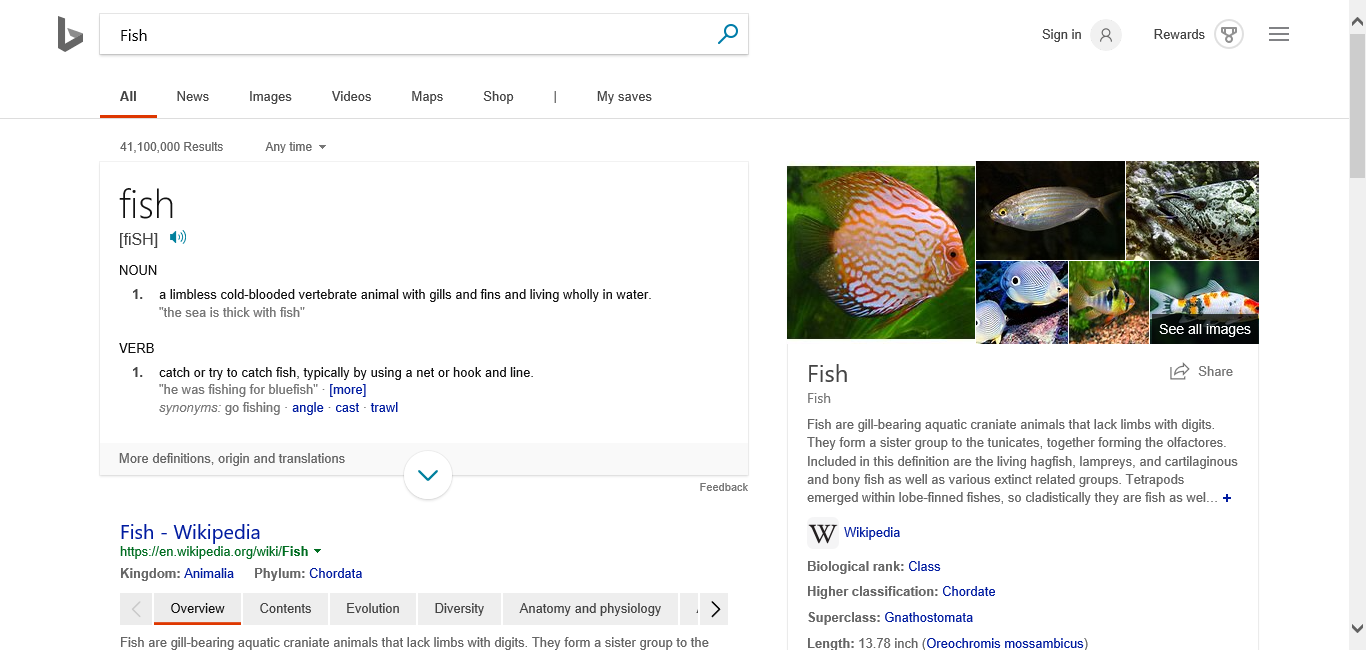 Fish
Sign in
Rewards
All News Images Videos Maps Shop | My saves
41,100,000 Results Any time
fish
[fiSH]
NOUN
1. a limbless cold-blooded vertebrate animal with gills and fins and living wholly in water.
"the sea is thick with fish"
VERB
1. catch or try to catch fish, typically by using a net or hook and line.
"he was fishing for bluefish" · [more]
synonyms: go fishing · angle · cast · trawl
More definitions, origin and translations
Feedback
Fish - Wikipedia
https://en.wikipedia.org/wiki/Fish
Kingdom: Animalia Phylum: Chordata
Overview Contents Evolution Diversity Anatomy and physiology
Fish are gill-bearing aquatic craniate animals that lack limbs with digits. They form a sister group to the
See all images
Fish
Share
Fish
Fish are gill-bearing aquatic craniate animals that lack limbs with digits.
They form a sister group to the tunicates, together forming the olfactores.
Included in this definition are the living hagfish, lampreys, and cartilaginous
and bony fish as well as various extinct related groups. Tetrapods
emerged within lobe-finned fishes, so cladistically they are fish as wel... +
W Wikipedia
Biological rank: Class
Higher classification: Chordate
Superclass: Gnathostomata
Length: 13.78 inch (Oreochromis mossambicus)